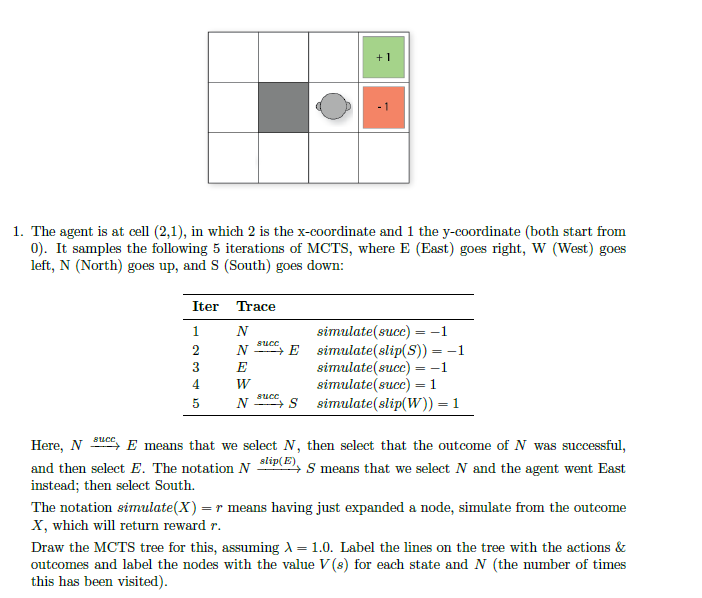 +1
-1
1. The agent is at cell (2,1), in which 2 is the x-coordinate and 1 the y-coordinate (both start from
0). It samples the following 5 iterations of MCTS, where E (East) goes right, W (West) goes
left, N (North) goes up, and S (South) goes down:
Iter Trace
1 N simulate(succ) = −1
2 N succ→ E simulate(slip(S)) = −1
3 E simulate(succ) = −1
4 W simulate(succ) = 1
5 N succ→ S simulate(slip(W)) = 1
Here, N succ→ E means that we select N, then select that the outcome of N was successful,
and then select E. The notation N slip(E)→ S means that we select N and the agent went East
instead; then select South.
The notation simulate(X) = r means having just expanded a node, simulate from the outcome
X, which will return reward r.
Draw the MCTS tree for this, assuming λ = 1.0. Label the lines on the tree with the actions &
outcomes and label the nodes with the value V(s) for each state and N (the number of times
this has been visited).